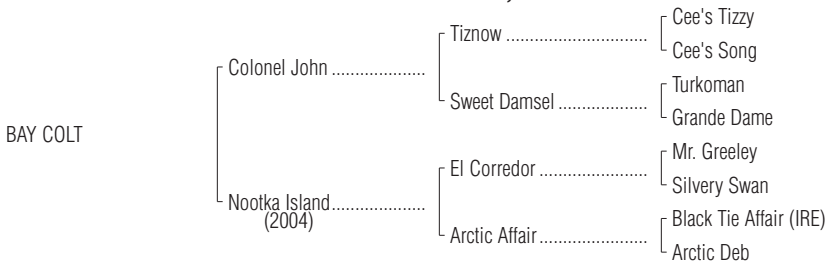 Cee's Tizzy
Tiznow ........................................
Cee's Song
Colonel John .....................
Turkoman
Sweet Damsel .........................
Grande Dame
BAY COLT
Mr. Greeley
El Corredor ..............................
Silvery Swan
Nootka Island.....................
(2004)
Black Tie Affair (IRE)
Arctic Affair..............................
Arctic Deb